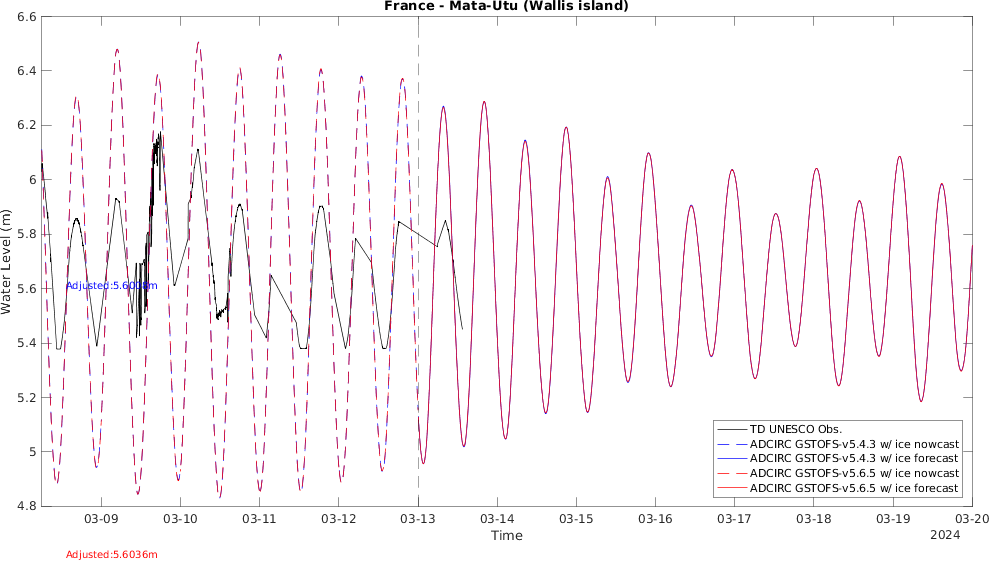 France - Mata-Utu (Wallis island)
6.6
6.4
6.2
6
5.8
5.6
5.4
5.2
5
4.8
Water Level (m)
Adjusted:5.6008m
TD UNESCO Obs.
ADCIRC GSTOFS-v5.4.3 w/ ice nowcast
ADCIRC GSTOFS-v5.4.3 w/ ice forecast
ADCIRC GSTOFS-v5.6.5 w/ ice nowcast
ADCIRC GSTOFS-v5.6.5 w/ ice forecast
03-09 03-10 03-11 03-12 03-13 03-14 03-15 03-16 03-17 03-18 03-19 03-20
Time
2024
Adjusted:5.6036m